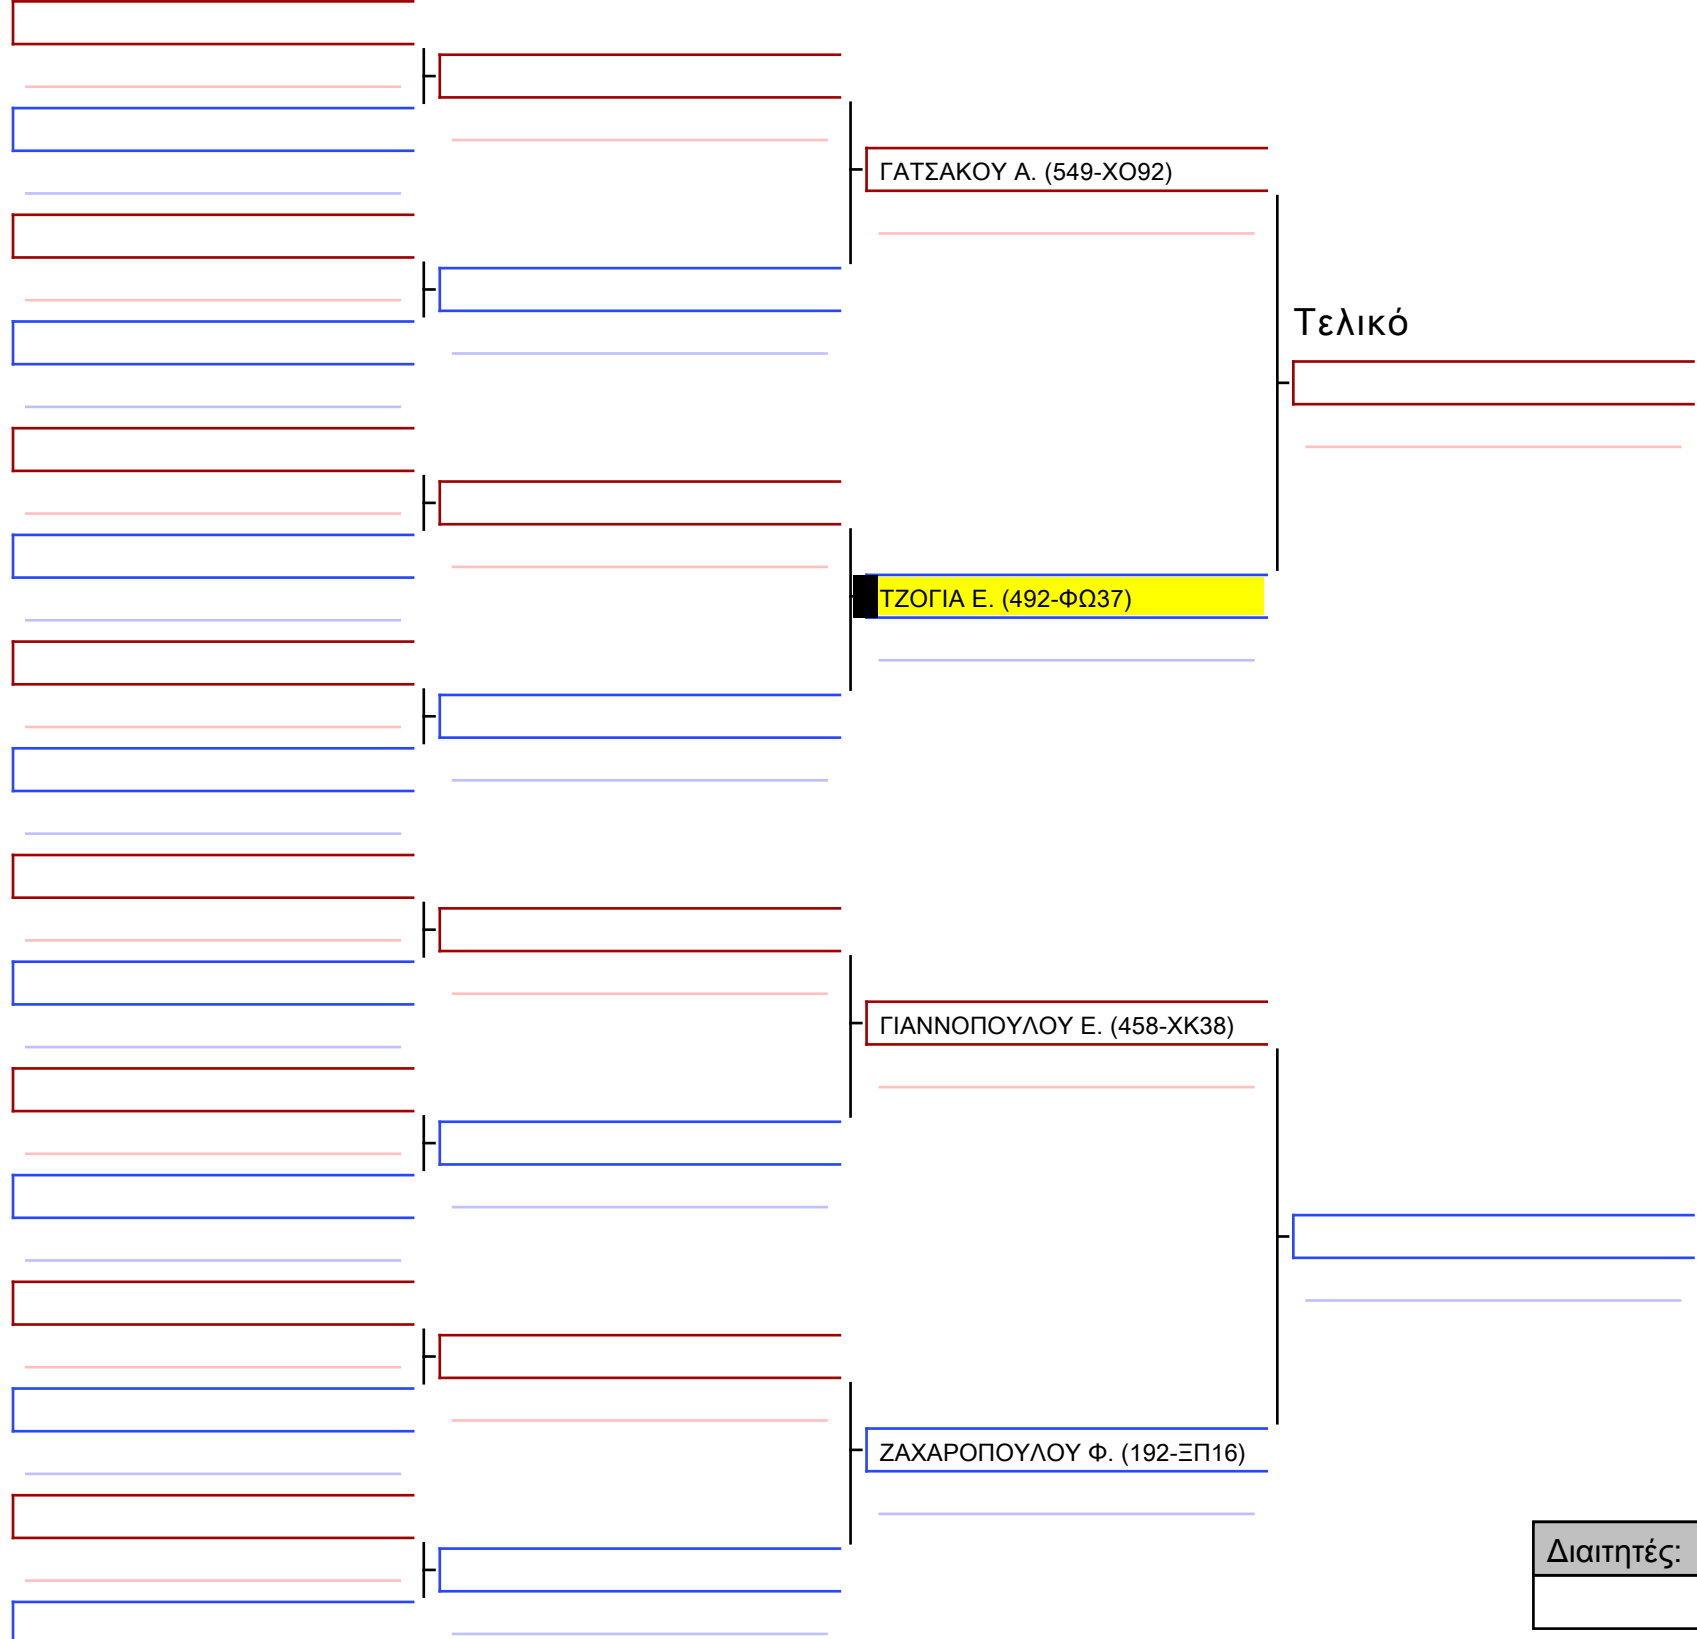 ΓΑΤΣΑΚΟΥ Α. (549-ΧΟ92)
Τελικό
ΤΖΟΓΙΑ Ε. (492-ΦΩ37)
ΓΙΑΝΝΟΠΟΥΛΟΥ Ε. (458-ΧΚ38)
ΖΑΧΑΡΟΠΟΥΛΟΥ Φ. (192-ΞΠ16)
Διαιτητές: